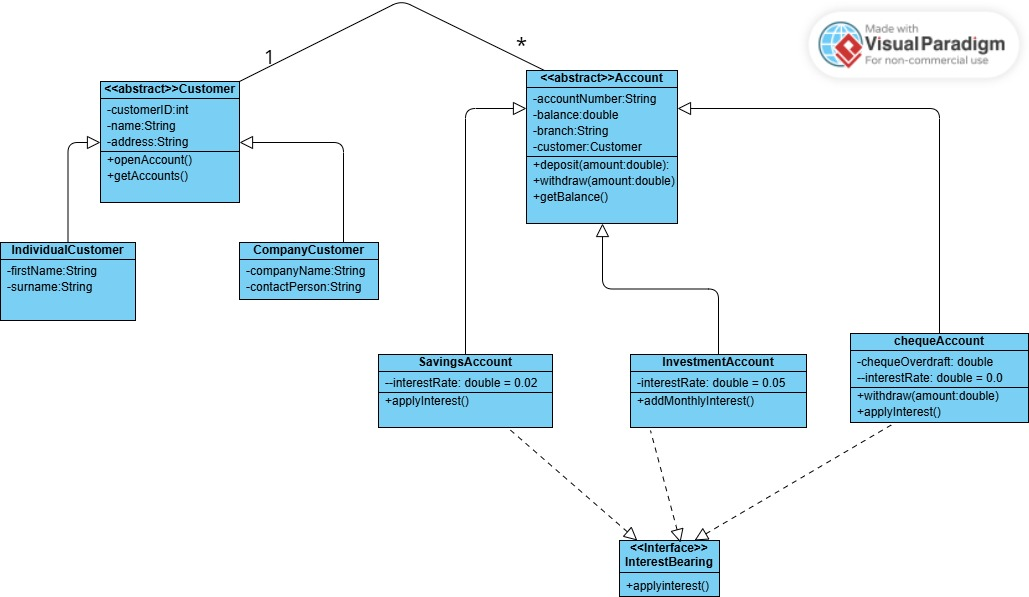 Made with
Visual Paradigm
For non-commercial use
1
*
<<abstract>>Customer
-customerID:int
-name:String
-address:String
+openAccount()
+getAccounts()
<<abstract>>Account
-accountNumber:String
-balance:double
-branch:String
-customer:Customer
+deposit(amount:double):
+withdraw(amount:double)
+getBalance()
IndividualCustomer
-firstName:String
-surname:String
CompanyCustomer
-companyName:String
-contactPerson:String
SavingsAccount
--interestRate: double = 0.02
+applyInterest()
InvestmentAccount
-interestRate: double = 0.05
+addMonthlyInterest()
chequeAccount
-chequeOverdraft: double
--interestRate: double = 0.0
+withdraw(amount:double)
+applyInterest()
<<Interface>>
InterestBearing
+applyinterest()